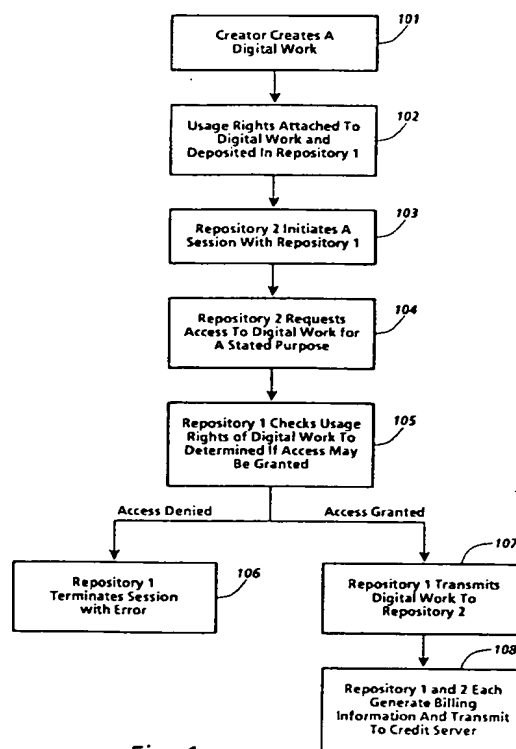 101
Creator Creates A
Digital Work
102
Usage Rights Attached To
Digital Work and
Deposited In Repository 1
103
Repository 2 Initiates A
Session With Repository 1
104
Repository 2 Requests
Access To Digital Work for
A Stated Purpose
105
Repository 1 Checks Usage
Rights of Digital Work To
Determined If Access May
Be Granted
Access Denied
Access Granted
106
Repository 1
Terminates Session
with Error
107
Repository 1 Transmits
Digital Work To
Repository 2
108
Repository 1 and 2 Each
Generate Billing
Information And Transmit
To Credit Server